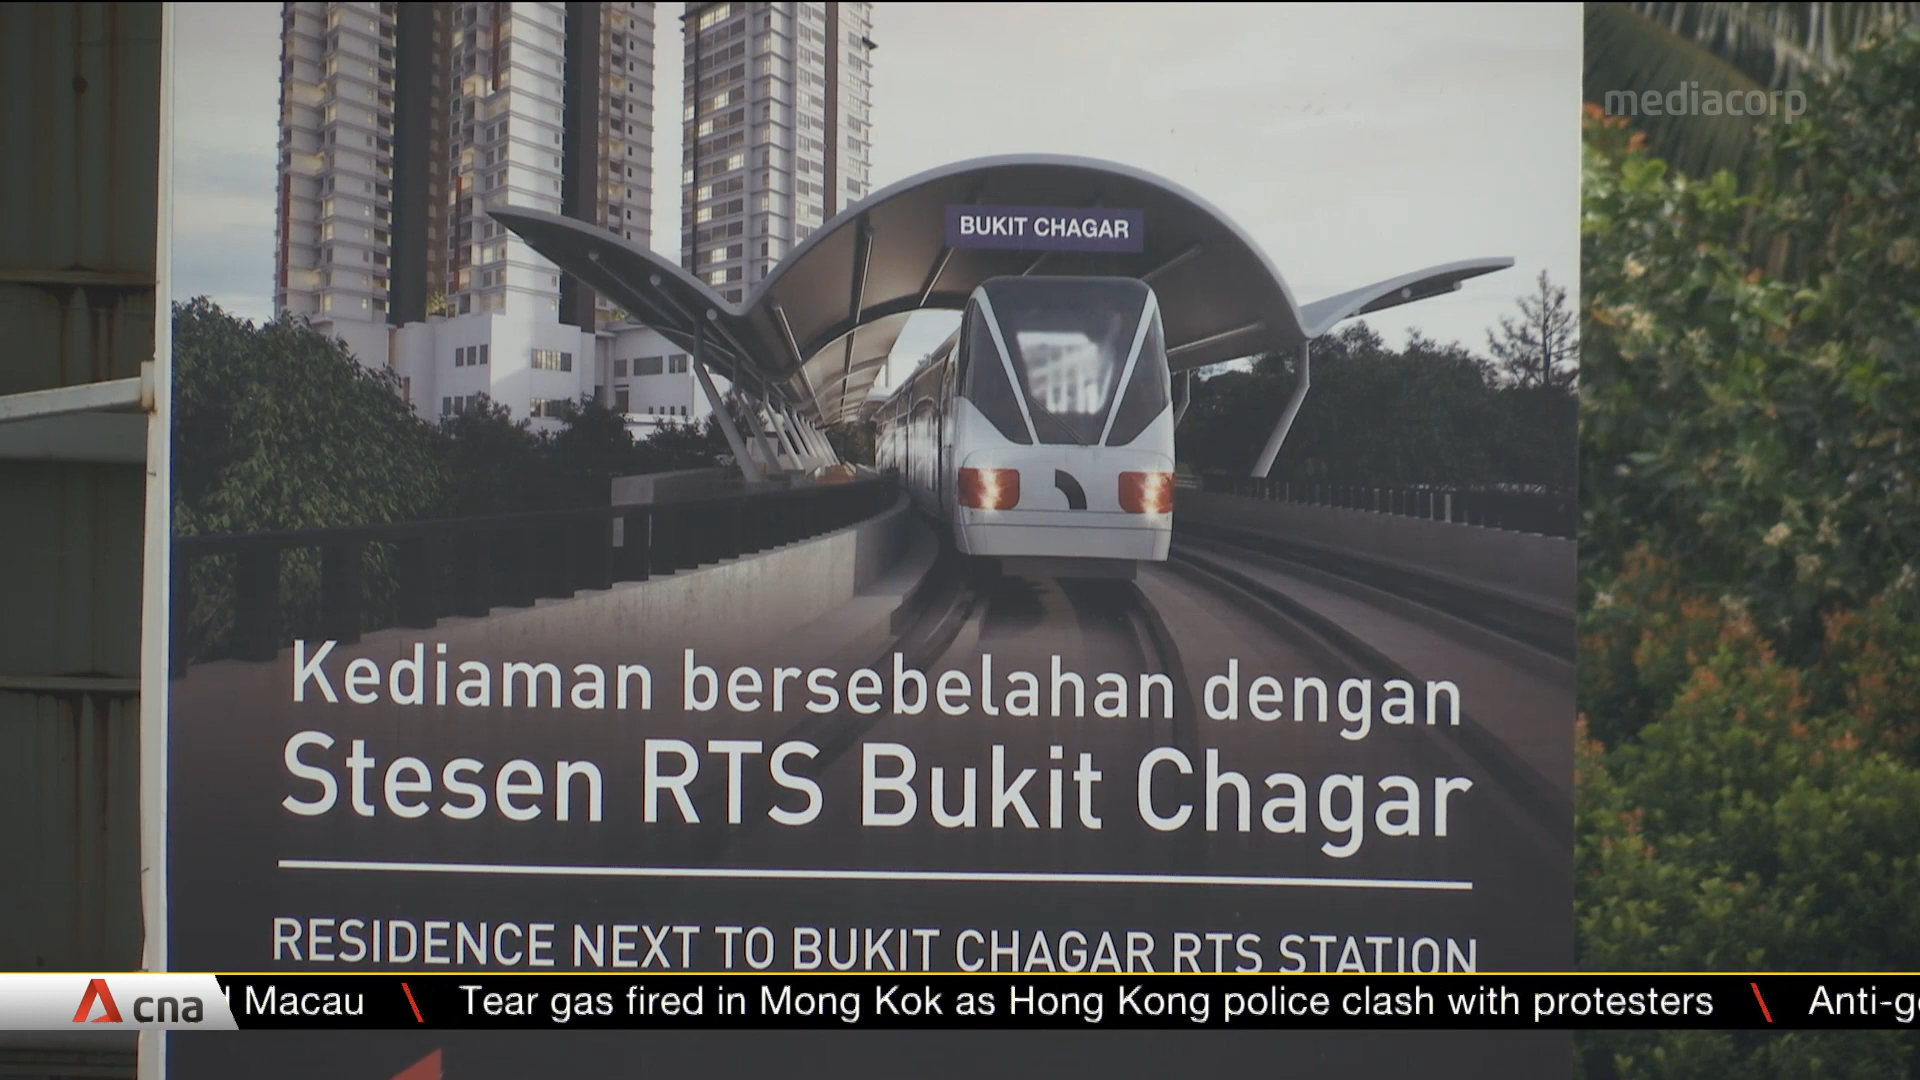 mediacorp
BUKIT CHAGAR
Kediaman bersebelahan dengan
Stesen RTS Bukit Chagar
RESIDENCE NEXT TO BUKIT CHAGAR RTS STATION
cna
Macau \ Tear gas fired in Mong Kok as Hong Kong police clash with protesters \ Anti-g